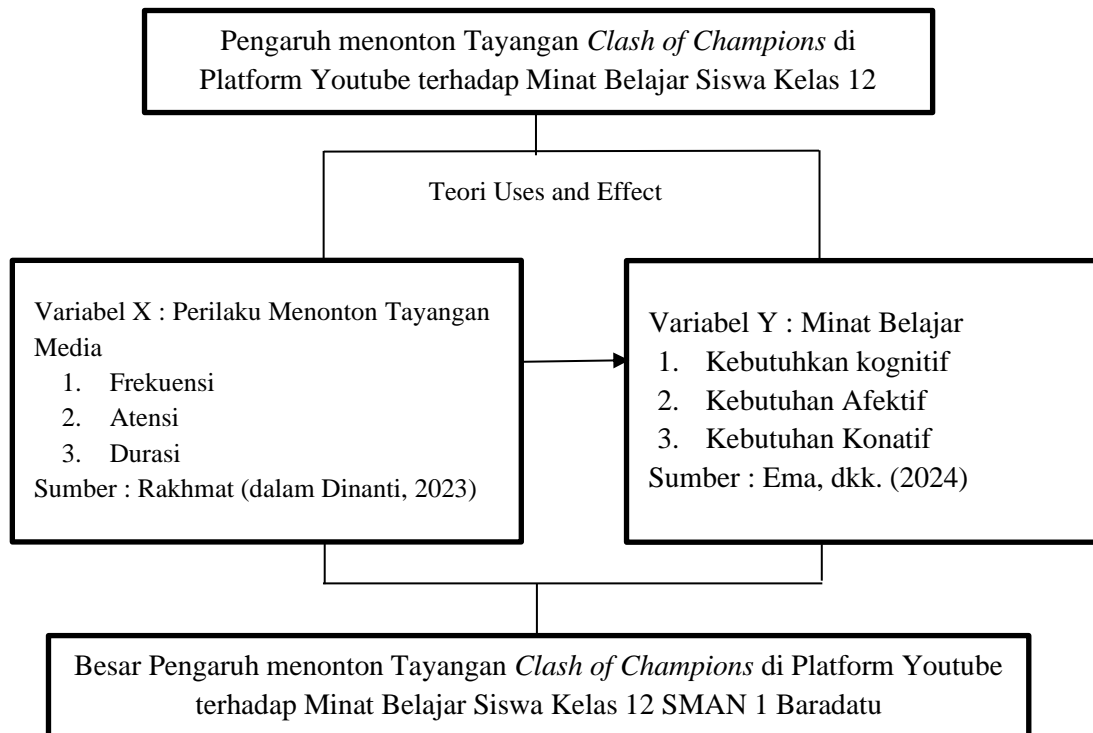 Pengaruh menonton Tayangan Clash of Champions di
Platform Youtube terhadap Minat Belajar Siswa Kelas 12
Teori Uses and Effect
Variabel X : Perilaku Menonton Tayangan
Media
1. Frekuensi
2. Atensi
3. Durasi
Sumber : Rakhmat (dalam Dinanti, 2023)
Variabel Y : Minat Belajar
1. Kebutuhkan kognitif
2. Kebutuhan Afektif
3. Kebutuhan Konatif
Sumber : Ema, dkk. (2024)
Besar Pengaruh menonton Tayangan Clash of Champions di Platform Youtube
terhadap Minat Belajar Siswa Kelas 12 SMAN 1 Baradatu